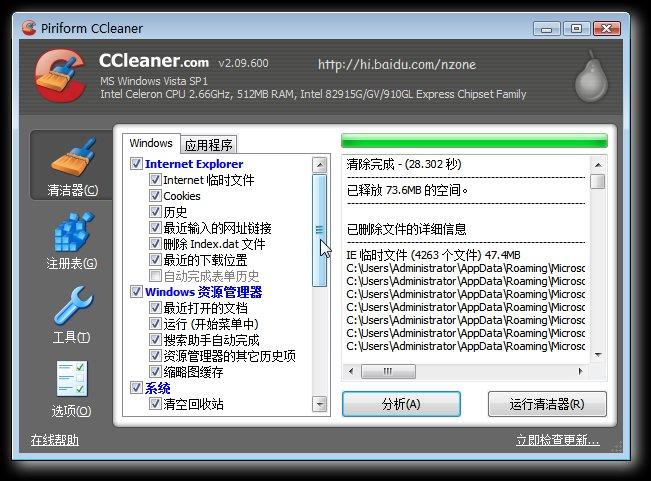 Piriform CCleaner
CCleaner.com v2.09.600
http://hi.baidu.com/nzone
MS Windows Vista SP1
Intel Celeron CPU 2.66GHz, 512MB RAM, Intel 82915G/GV/910GL Express Chipset Family
清洁器(C)
注册表(G)
工具(T)
选项(O)
Windows
应用程序
Internet Explorer
Internet 临时文件
Cookies
历史
最近输入的网址链接
删除 Index.dat 文件
最近的下载位置
自动完成表单历史
Windows 资源管理器
最近打开的文档
运行 (开始菜单中)
搜索助手自动完成
资源管理器的其它历史项
缩略图缓存
系统
清空回收站
清除完成 - (28.302 秒)
已释放 73.6MB 的空间。
已删除文件的详细信息
IE 临时文件 (4263 个文件) 47.4MB
C:\Users\Administrator\AppData\Roaming\Microsc
C:\Users\Administrator\AppData\Roaming\Microsc
C:\Users\Administrator\AppData\Roaming\Microsc
C:\Users\Administrator\AppData\Roaming\Microsc
C:\Users\Administrator\AppData\Roaming\Microsc
C:\Users\Administrator\AppData\Roaming\Microsc
C:\Users\Administrator\AppData\Roaming\Microsc
分析(A)
运行清洁器(R)
在线帮助
立即检查更新...